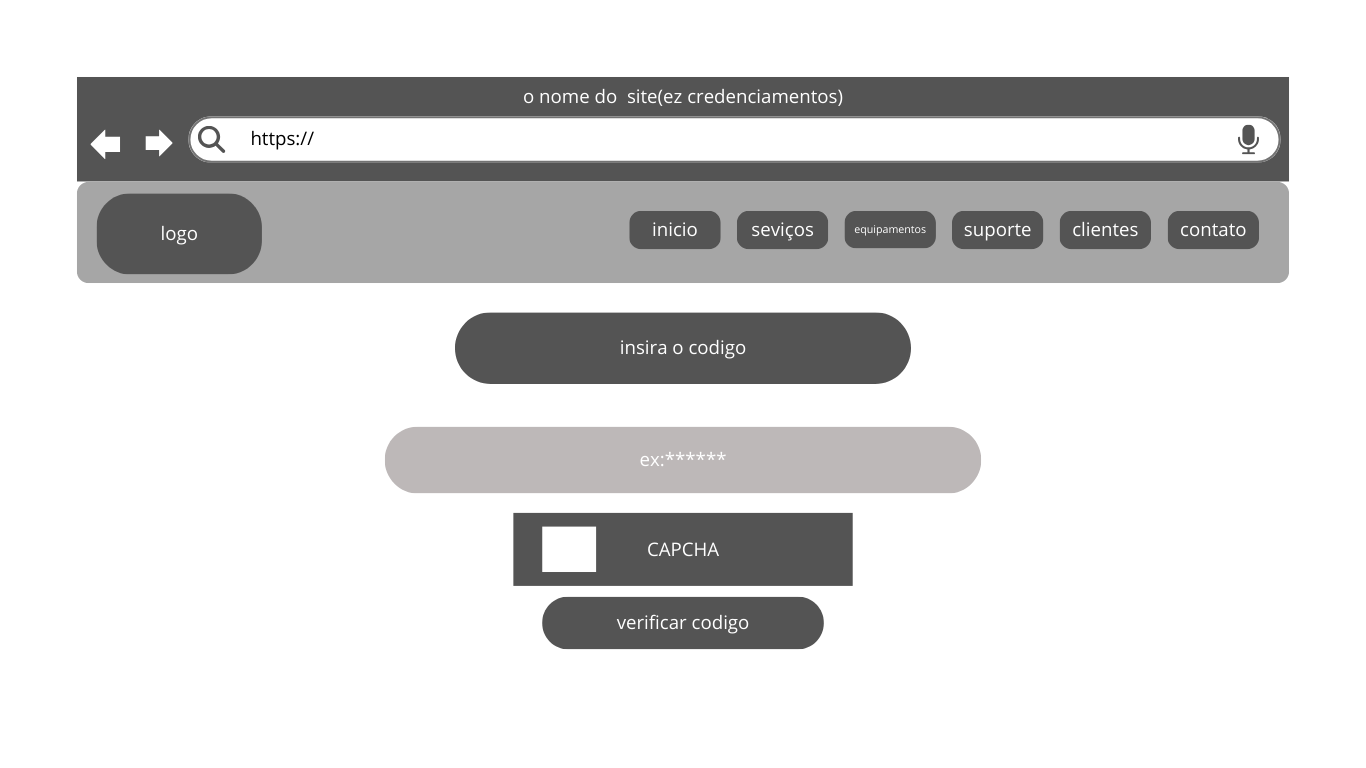 o nome do  site(ez credenciamentos)
https://
logo
inicio
seviços
equipamentos
suporte
clientes
contato
insira o codigo
ex:******
CAPCHA
verificar codigo